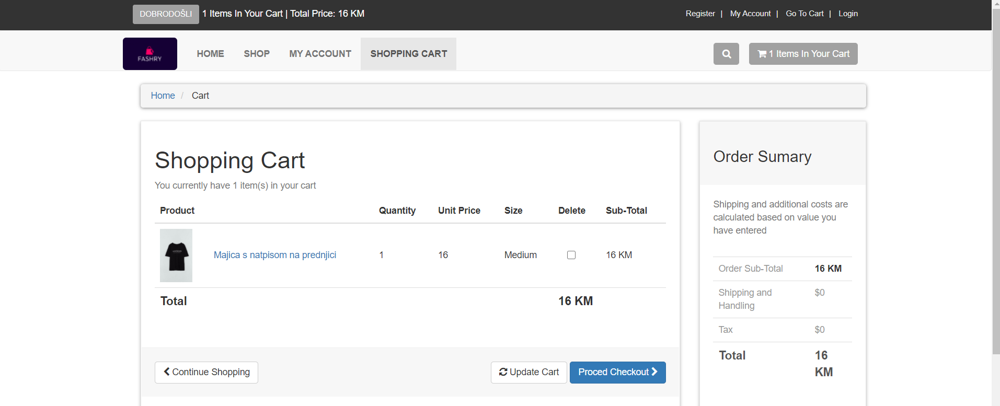 DOBRODOŠLI 1 Items In Your Cart | Total Price: 16 KM
Register | My Account | Go To Cart | Login
FASHRY
HOME SHOP MY ACCOUNT SHOPPING CART
1 Items In Your Cart
Home / Cart
Shopping Cart
You currently have 1 item(s) in your cart
Product Quantity Unit Price Size Delete Sub-Total
Majica s natpisom na prednjici 1 16 Medium 16 KM
Total 16 KM
Continue Shopping Update Cart Proced Checkout
Order Sumary
Shipping and additional costs are
calculated based on value you
have entered
Order Sub-Total 16 KM
Shipping and $0
Handling
Tax $0
Total 16
KM